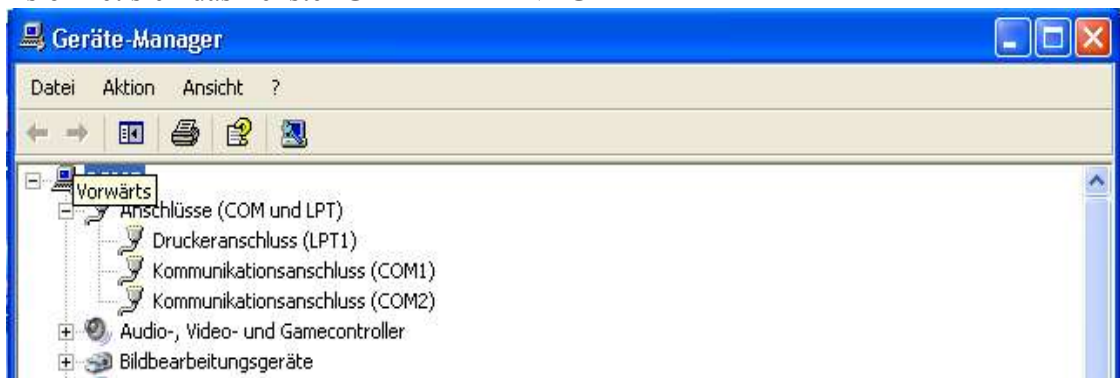 das
Geräte-Manager
Datei Aktion Ansicht ?
Vorwärts
Anschlüsse (COM und LPT)
Druckeranschluss (LPT1)
Kommunikationsanschluss (COM1)
Kommunikationsanschluss (COM2)
Audio-, Video- und Gamecontroller
Bildbearbeitungsgeräte